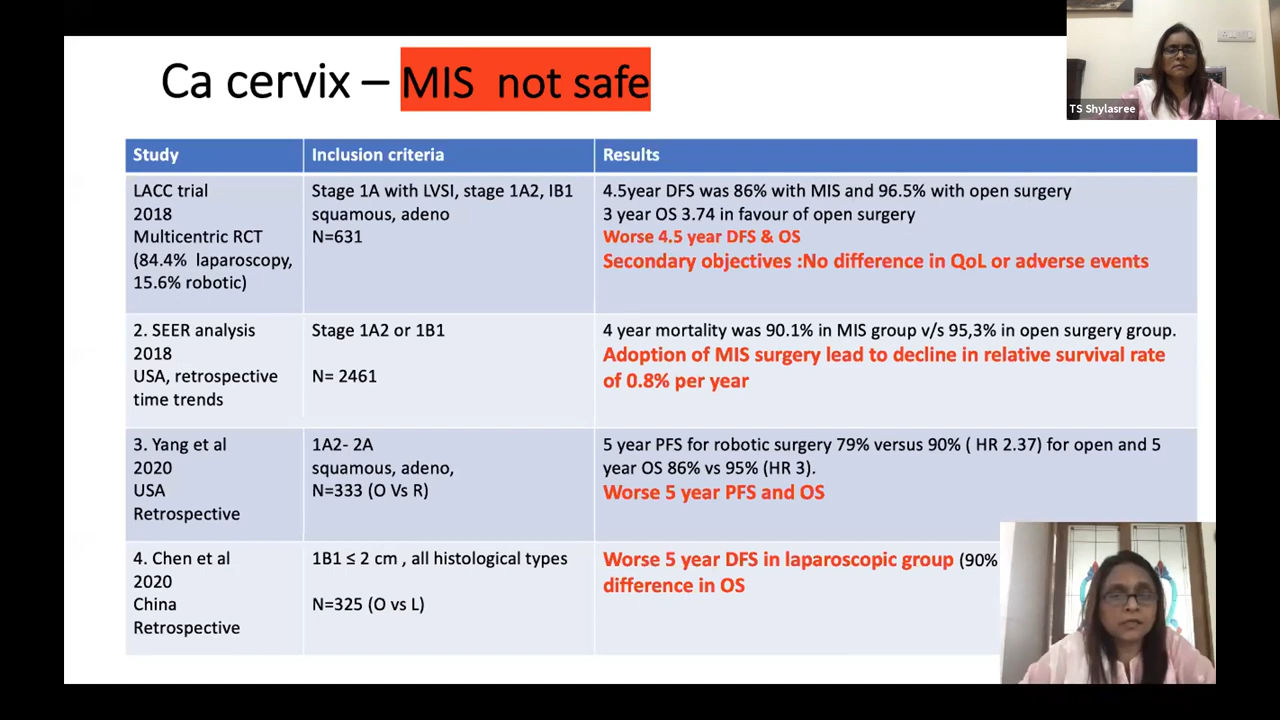 Ca cervix – MIS not safe
TS Shylasree
Study
Inclusion criteria
Results
LACC trial
2018
Multicentric RCT
(84.4% laparoscopy,
15.6% robotic)
Stage 1A with LVSI, stage 1A2, IB1
squamous, adeno
N=631
4.5year DFS was 86% with MIS and 96.5% with open surgery
3 year OS 3.74 in favour of open surgery
Worse 4.5 year DFS & OS
Secondary objectives :No difference in QoL or adverse events
2. SEER analysis
2018
USA, retrospective
time trends
Stage 1A2 or 1B1
N= 2461
4 year mortality was 90.1% in MIS group v/s 95,3% in open surgery group.
Adoption of MIS surgery lead to decline in relative survival rate
of 0.8% per year
3. Yang et al
2020
USA
Retrospective
1A2- 2A
squamous, adeno,
N=333 (O Vs R)
5 year PFS for robotic surgery 79% versus 90% ( HR 2.37) for open and 5
year OS 86% vs 95% (HR 3).
Worse 5 year PFS and OS
4. Chen et al
2020
China
Retrospective
1B1 ≤ 2 cm , all histological types
N=325 (O vs L)
Worse 5 year DFS in laparoscopic group (90%
difference in OS